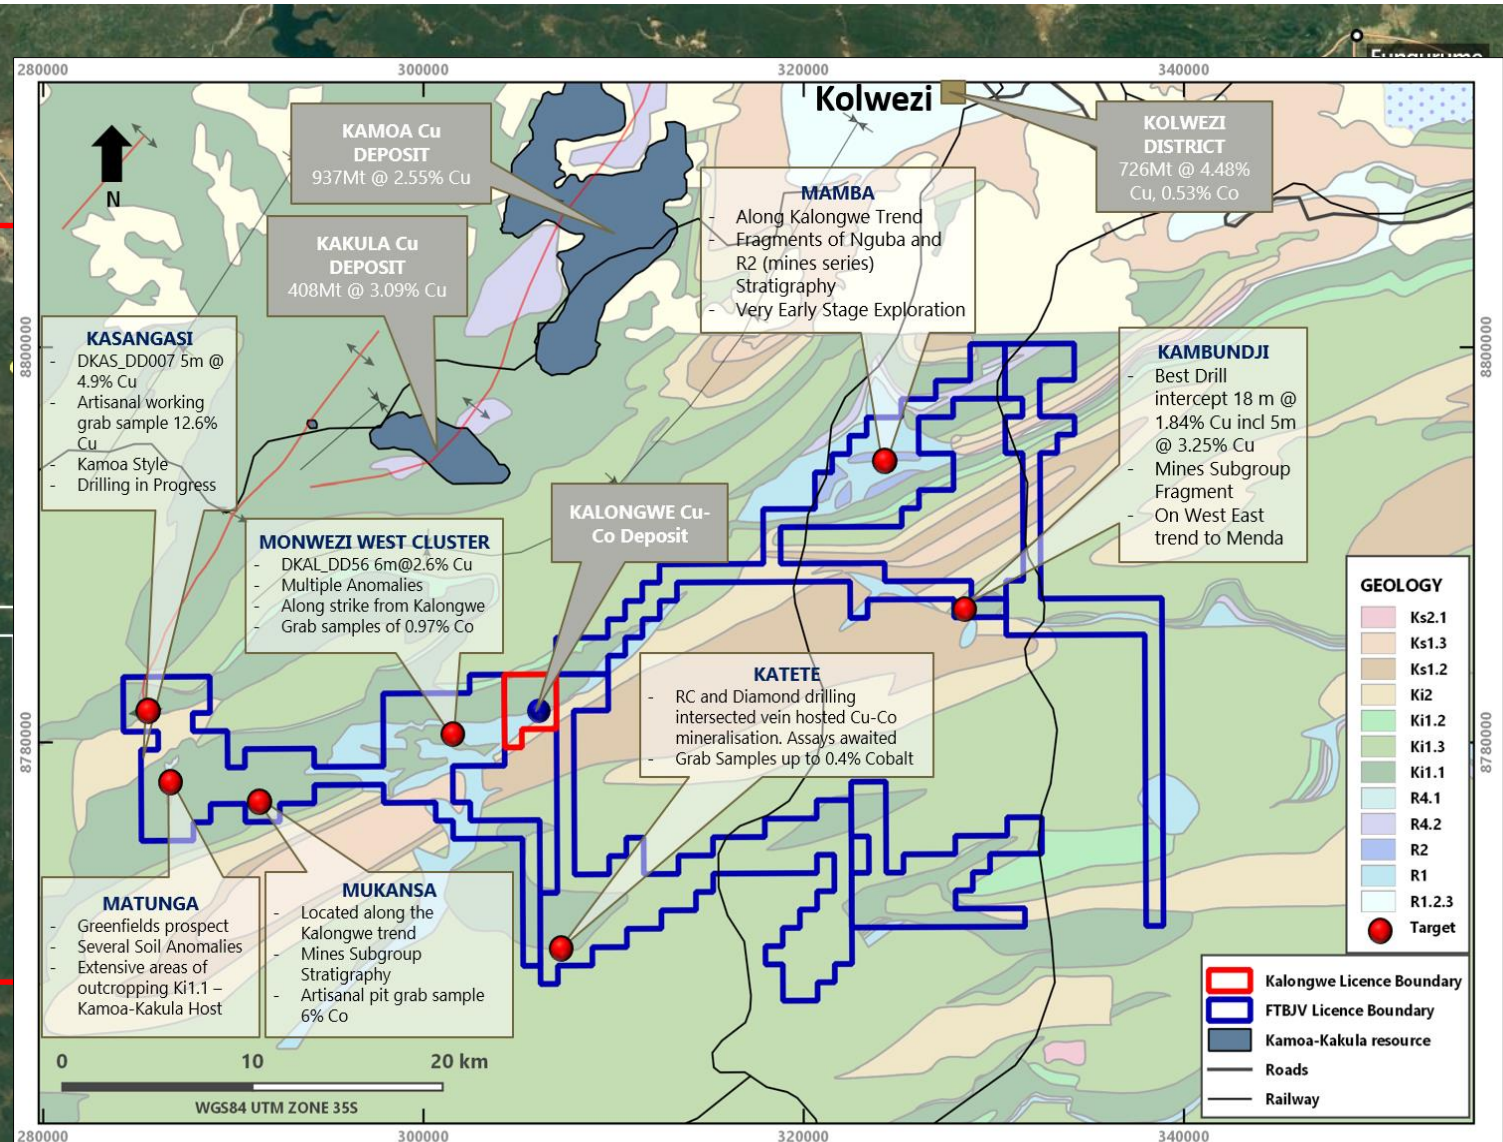 Fungurume
280000
300000
320000
340000
Kolwezi
N
KAMOA Cu
DEPOSIT
937Mt @ 2.55% Cu
KOLWEZI
DISTRICT
726Mt @ 4.48%
Cu, 0.53% Co
MAMBA
- Along Kalongwe Trend
- Fragments of Nguba and
R2 (mines series)
Stratigraphy
- Very Early Stage Exploration
KAKULA Cu
DEPOSIT
408Mt @ 3.09% Cu
8800000
8800000
KASANGASI
- DKAS_DD007 5m @
4.9% Cu
- Artisanal working
grab sample 12.6%
Cu
- Kamoa Style
- Drilling in Progress
KAMBUNDJI
- Best Drill
intercept 18 m @
1.84% Cu incl 5m
@ 3.25% Cu
- Mines Subgroup
Fragment
- On West East
trend to Menda
KALONGWE Cu-
Co Deposit
MONWEZI WEST CLUSTER
- DKAL_DD56 6m@2.6% Cu
- Multiple Anomalies
- Along strike from Kalongwe
- Grab samples of 0.97% Co
KATETE
- RC and Diamond drilling
intersected vein hosted Cu-Co
mineralisation. Assays awaited
- Grab Samples up to 0.4% Cobalt
8780000
8780000
MATUNGA
- Greenfields prospect
- Several Soil Anomalies
- Extensive areas of
outcropping Ki1.1 –
Kamoa-Kakula Host
MUKANSA
- Located along the
Kalongwe trend
- Mines Subgroup
Stratigraphy
- Artisanal pit grab sample
6% Co
GEOLOGY
Ks2.1
Ks1.3
Ks1.2
Ki2
Ki1.2
Ki1.3
Ki1.1
R4.1
R4.2
R2
R1
R1.2.3
Target
Kalongwe Licence Boundary
FTBJV Licence Boundary
Kamoa-Kakula resource
Roads
Railway
0
10
20 km
WGS84 UTM ZONE 35S
280000
300000
320000
340000